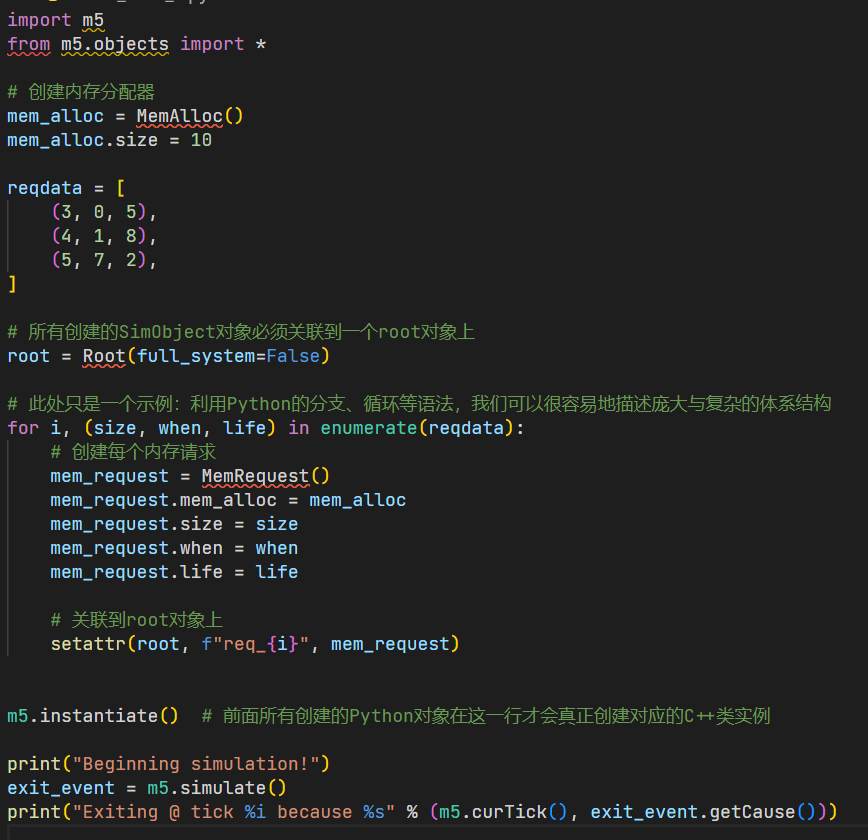 import m5
from m5.objects import *
# 创建内存分配器
mem_alloc = MemAlloc()
mem_alloc.size = 10
reqdata = [
    (3, 0, 5),
    (4, 1, 8),
    (5, 7, 2),
]
# 所有创建的SimObject对象必须关联到一个root对象上
root = Root(full_system=False)
# 此处只是一个示例：利用Python的分支、循环等语法，我们可以很容易地描述庞大与复杂的体系结构
for i, (size, when, life) in enumerate(reqdata):
    # 创建每个内存请求
    mem_request = MemRequest()
    mem_request.mem_alloc = mem_alloc
    mem_request.size = size
    mem_request.when = when
    mem_request.life = life
    # 关联到root对象上
    setattr(root, f"req_{i}", mem_request)
m5.instantiate()  # 前面所有创建的Python对象在这一行才会真正创建对应的C++类实例
print("Beginning simulation!")
exit_event = m5.simulate()
print("Exiting @ tick %i because %s" % (m5.curTick(), exit_event.getCause()))